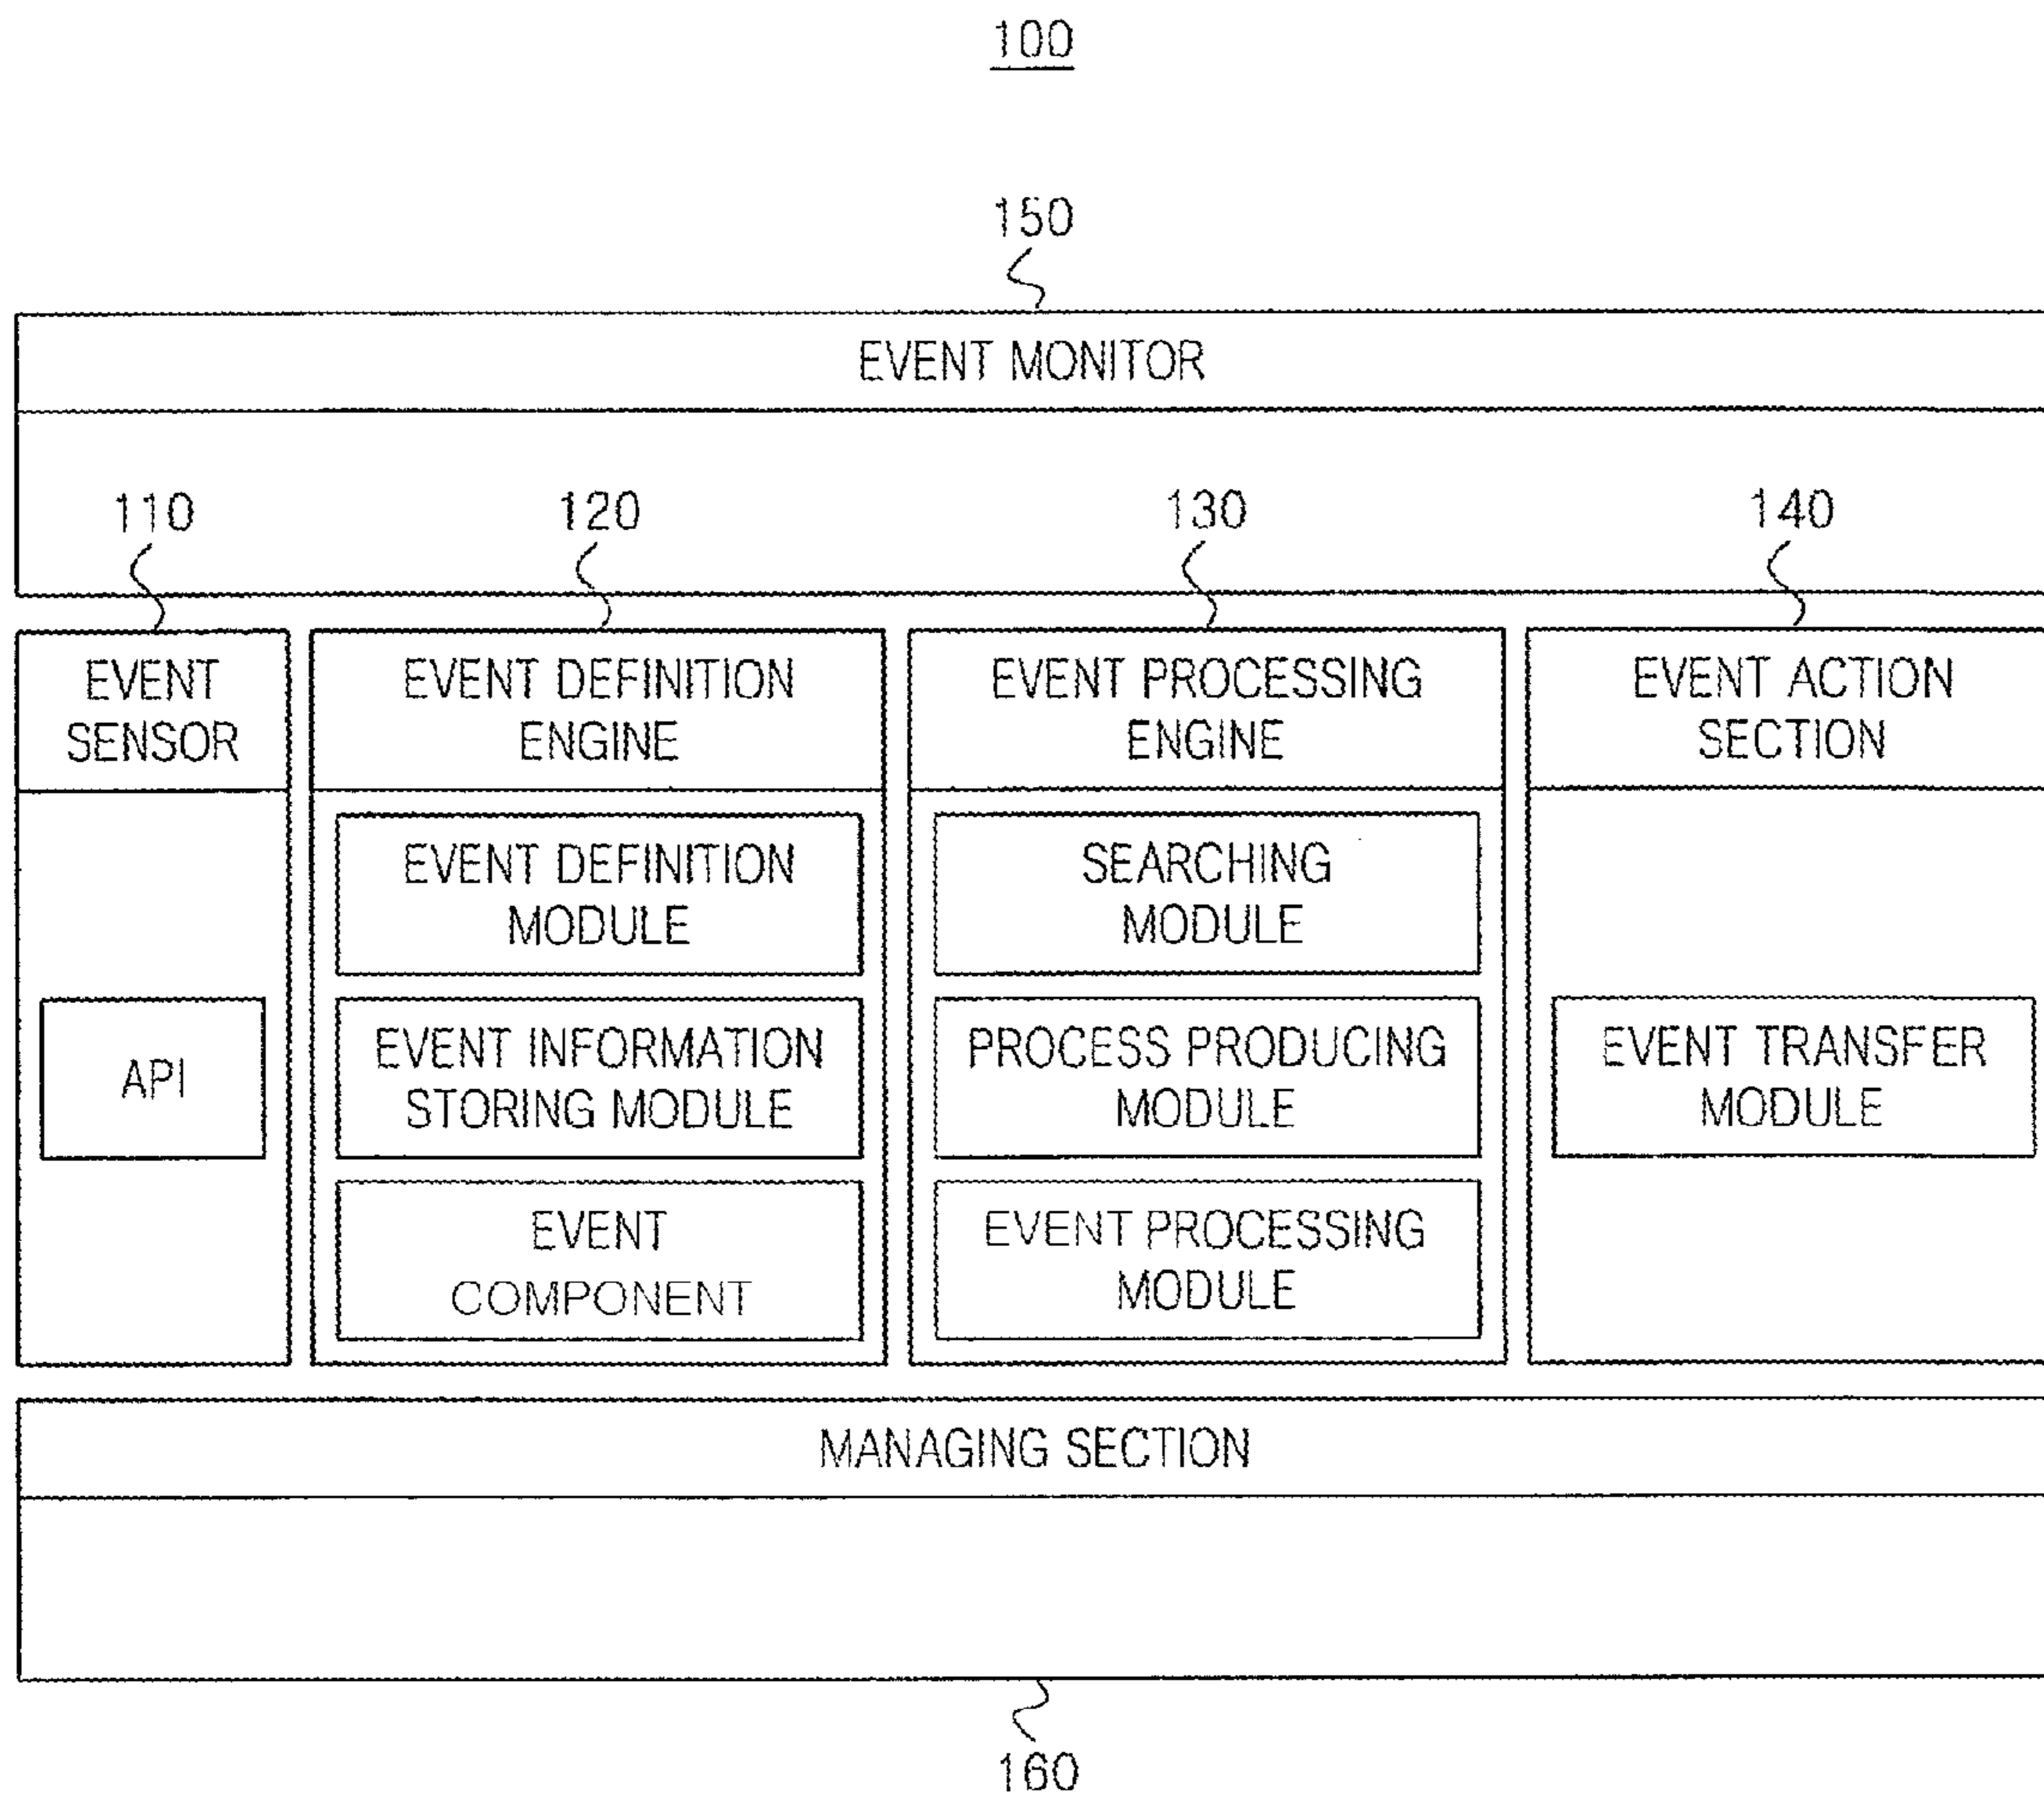 100
150
EVENT MONITOR
110
120
130
140
EVENT
SENSOR
EVENT DEFINITION
ENGINE
EVENT PROCESSING
ENGINE
EVENT ACTION
SECTION
API
EVENT DEFINITION
MODULE
EVENT INFORMATION
STORING MODULE
EVENT
COMPONENT
SEARCHING
MODULE
PROCESS PRODUCING
MODULE
EVENT PROCESSING
MODULE
EVENT TRANSFER
MODULE
MANAGING SECTION
160